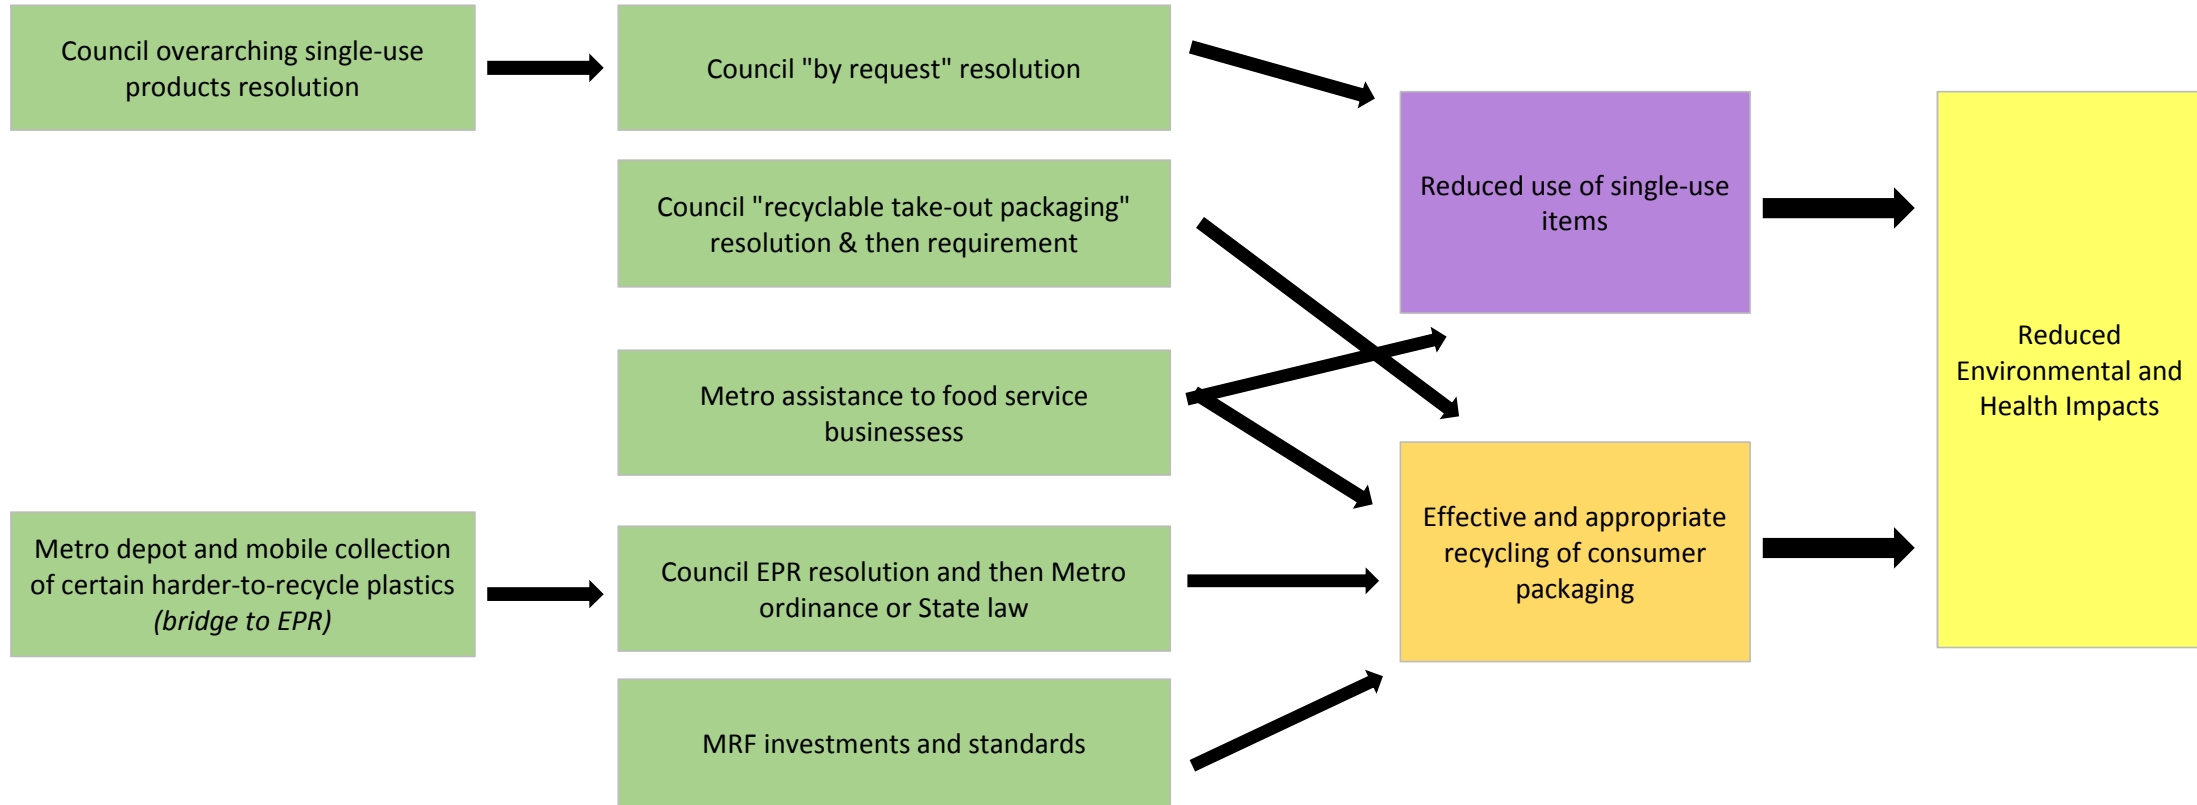 Council overarching single-use
products resolution
Council "by request" resolution
Council "recyclable take-out packaging"
resolution & then requirement
Reduced use of single-use
items
Metro assistance to food service
businessess
Reduced
Environmental and
Health Impacts
Metro depot and mobile collection
of certain harder-to-recycle plastics
(bridge to EPR)
Council EPR resolution and then Metro
ordinance or State law
Effective and appropriate
recycling of consumer
packaging
MRF investments and standards